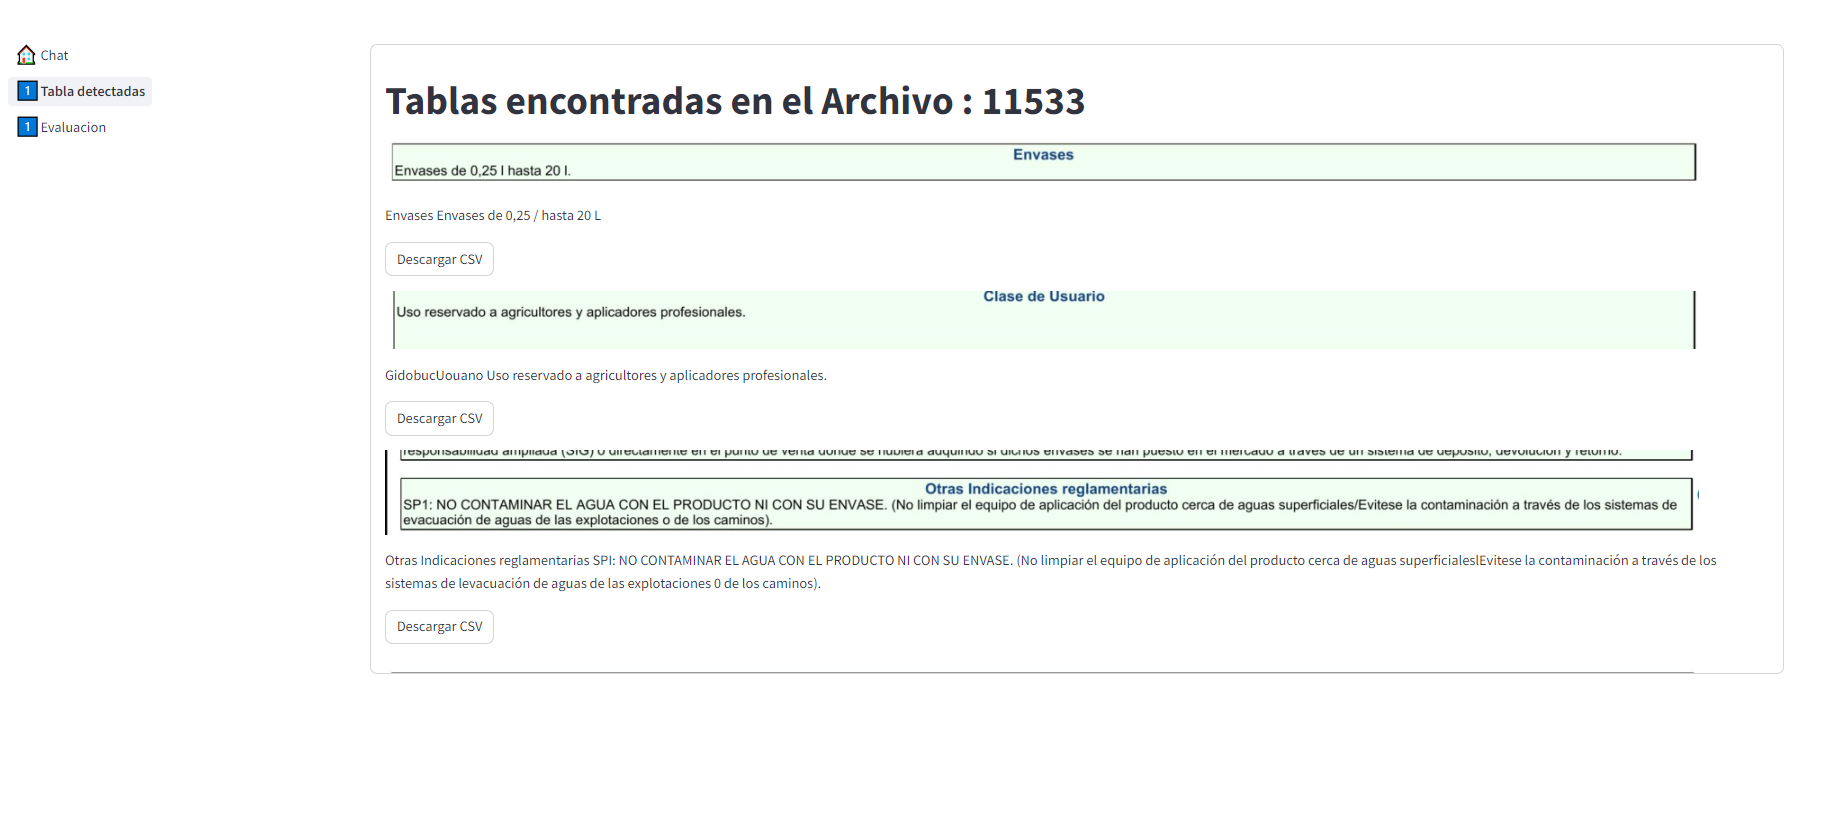 Chat
1 Tabla detectadas
1 Evaluacion
Tablas encontradas en el Archivo : 11533
Envases
Envases de 0,25 l hasta 20 l.
Envases Envases de 0,25 / hasta 20 L
Descargar CSV
Clase de Usuario
Uso reservado a agricultores y aplicadores profesionales.
GidobucUouano Uso reservado a agricultores y aplicadores profesionales.
Descargar CSV
responsabilidad ampliada (SIG) o directamente en el punto de venta donde se hubiera adquirido si dichos envases se han puesto en el mercado a través de un sistema de depósito, devolución y retorno.
Otras Indicaciones reglamentarias
SP1: NO CONTAMINAR EL AGUA CON EL PRODUCTO NI CON SU ENVASE. (No limpiar el equipo de aplicación del producto cerca de aguas superficiales/Evitese la contaminación a través de los sistemas de
evacuación de aguas de las explotaciones o de los caminos).
Otras Indicaciones reglamentarias SPI: NO CONTAMINAR EL AGUA CON EL PRODUCTO NI CON SU ENVASE. (No limpiar el equipo de aplicación del producto cerca de aguas superficialeslEvitese la contaminación a través de los
sistemas de levacuación de aguas de las explotaciones 0 de los caminos).
Descargar CSV